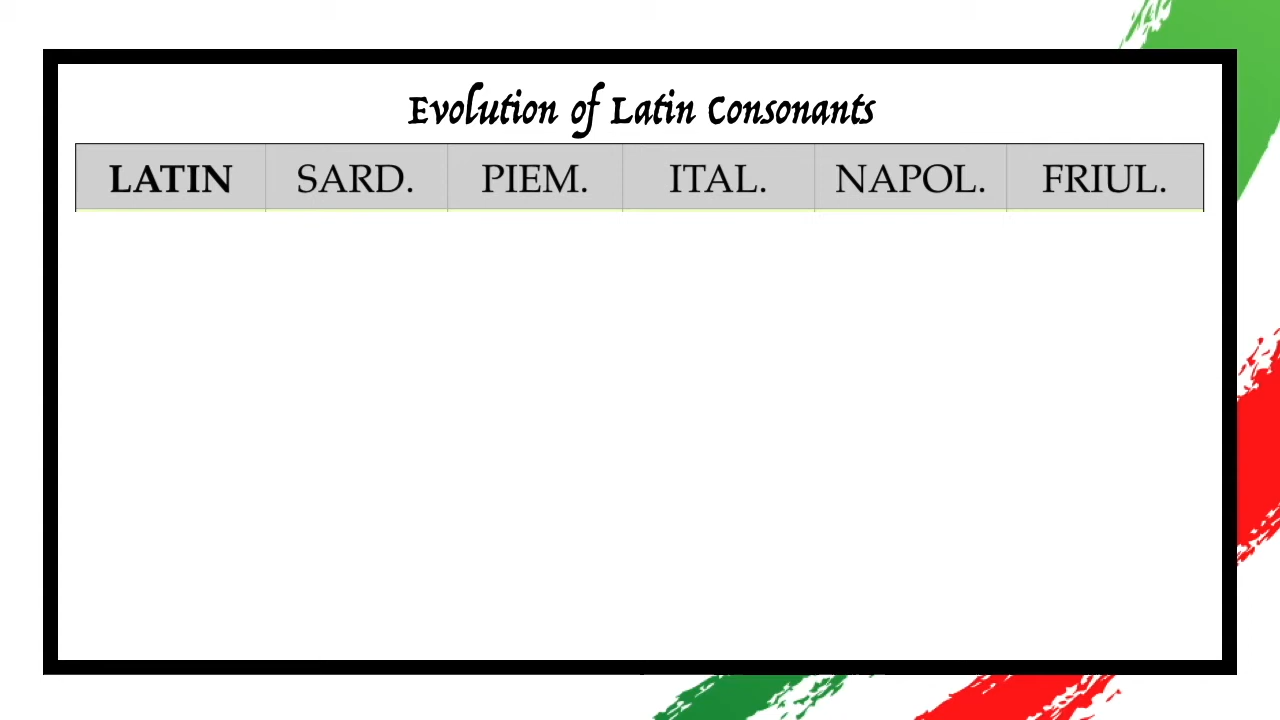 Evolution of Latin Consonants
LATIN SARD. PIEM. ITAL. NAPOL. FRIUL.